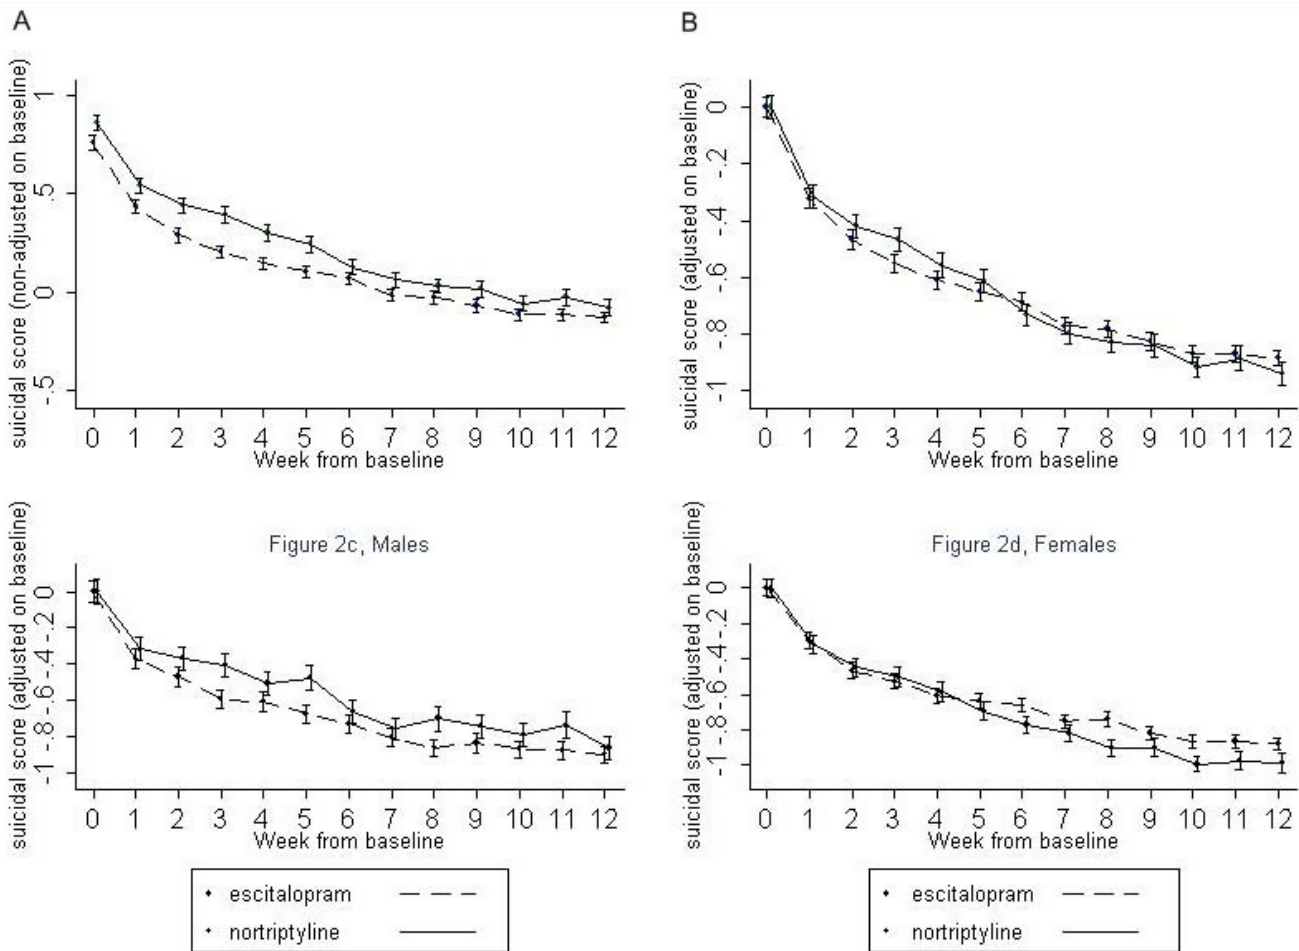 A
B
suicidal score (non-adjusted on baseline)
1
.5
0
-.5
0 1 2 3 4 5 6 7 8 9 10 11 12
Week from baseline
suicidal score (adjusted on baseline)
0
-.2
-.4
-.6
-.8
-1
0 1 2 3 4 5 6 7 8 9 10 11 12
Week from baseline
Figure 2c, Males
suicidal score (adjusted on baseline)
0
-.2
-.4
-.6
-.8
-1
0 1 2 3 4 5 6 7 8 9 10 11 12
Week from baseline
Figure 2d, Females
suicidal score (adjusted on baseline)
0
-.2
-.4
-.6
-.8
-1
0 1 2 3 4 5 6 7 8 9 10 11 12
Week from baseline
escitalopram
nortriptyline
escitalopram
nortriptyline